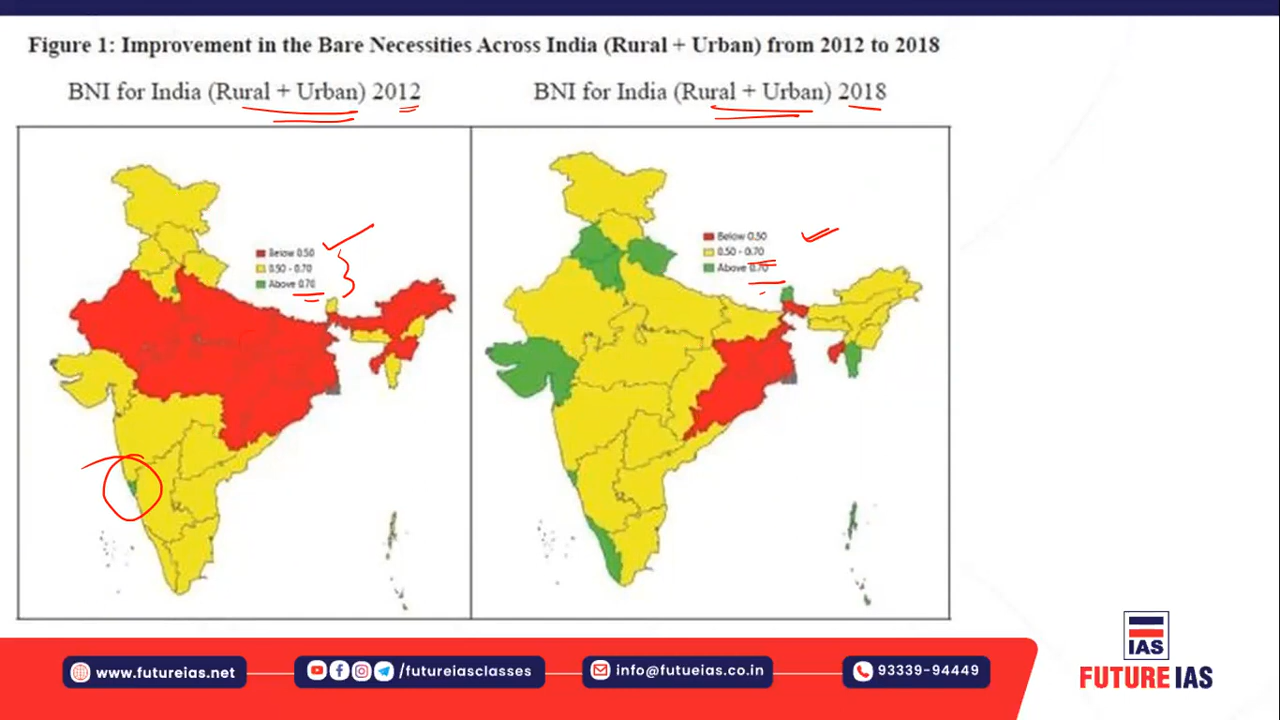 Figure 1: Improvement in the Bare Necessities Across India (Rural + Urban) from 2012 to 2018
BNI for India (Rural + Urban) 2012
BNI for India (Rural + Urban) 2018
Below 0.50
0.50 - 0.70
Above 0.70
Below 0.50
0.50 - 0.70
Above 0.70
www.futureias.net
/futureiasclasses
info@futueias.co.in
93339-94449
IAS
FUTURE IAS